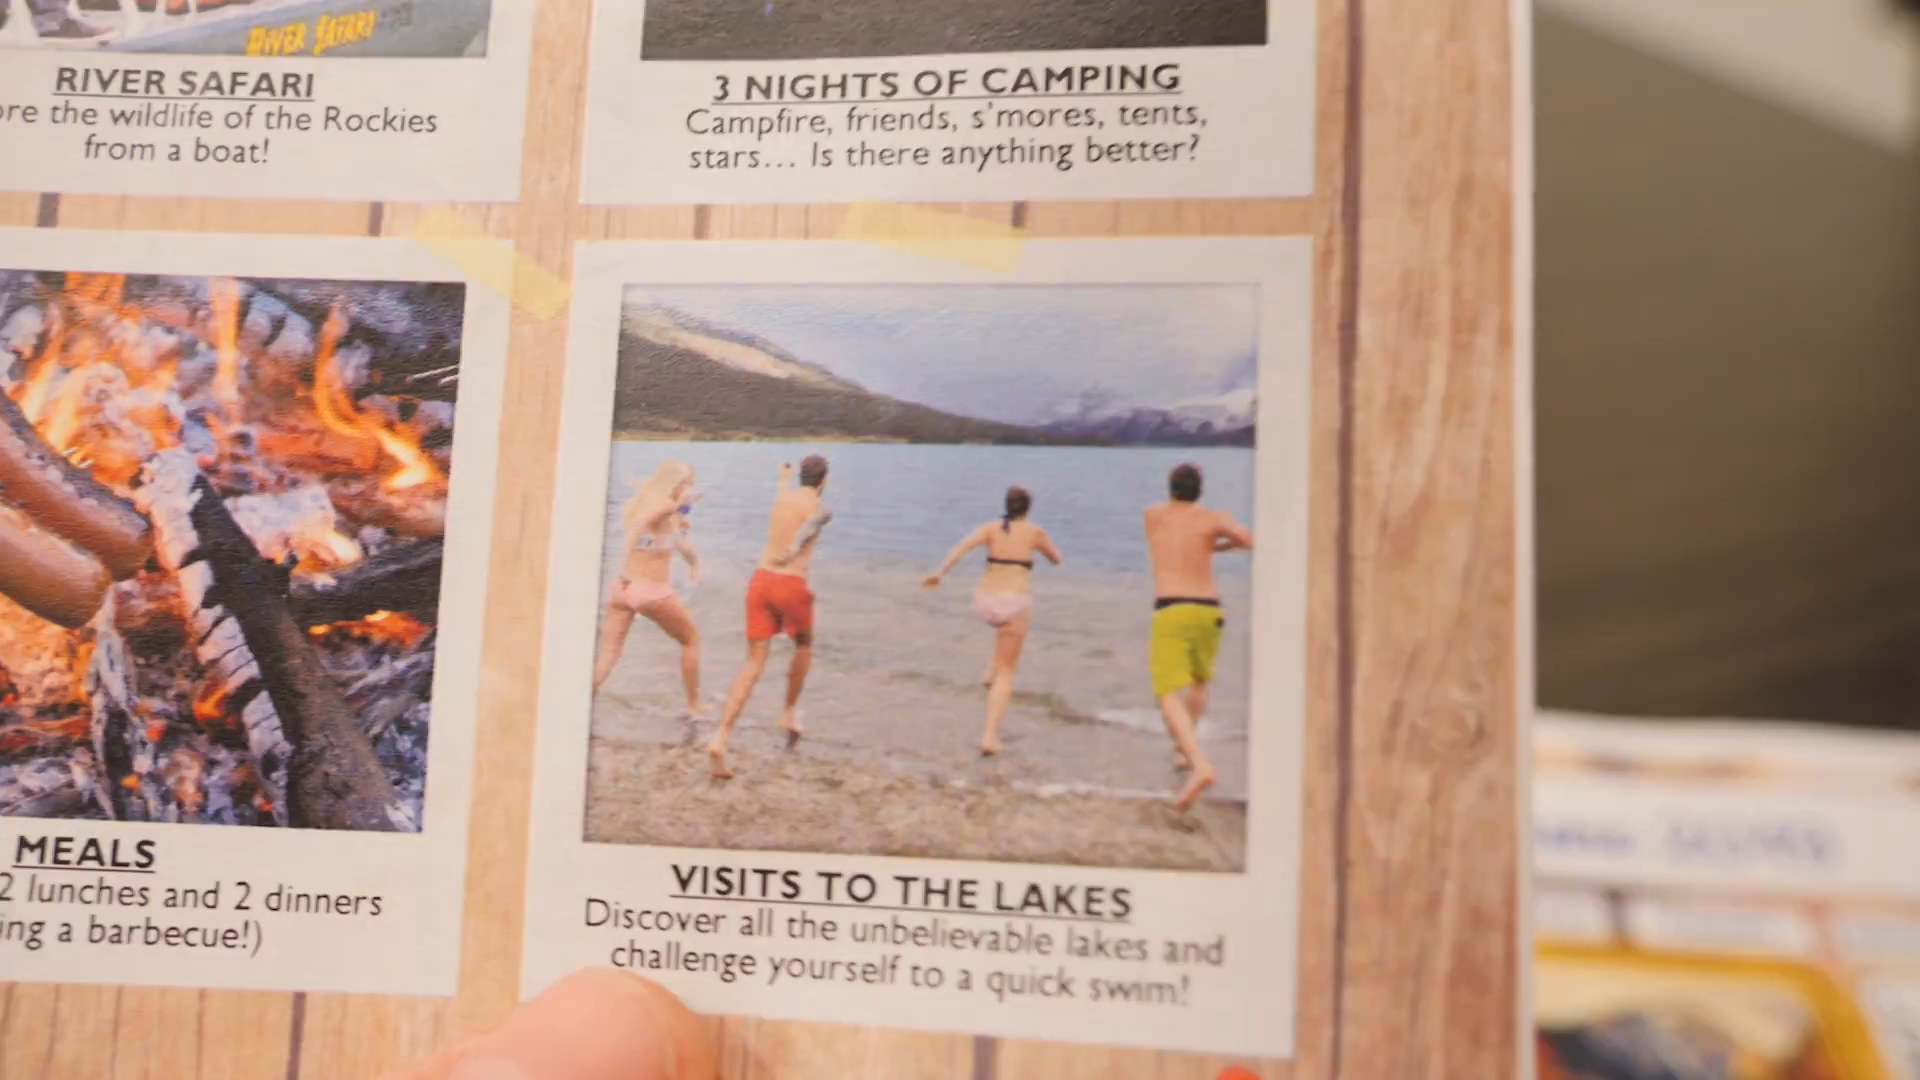 RIVER SAFARI
RIVER SAFARI
the wildlife of the Rockies
from a boat!
3 NIGHTS OF CAMPING
Campfire, friends, s'mores, tents,
stars... Is there anything better?
MEALS
2 lunches and 2 dinners
a barbecue!)
VISITS TO THE LAKES
Discover all the unbelievable lakes and
challenge yourself to a quick swim!